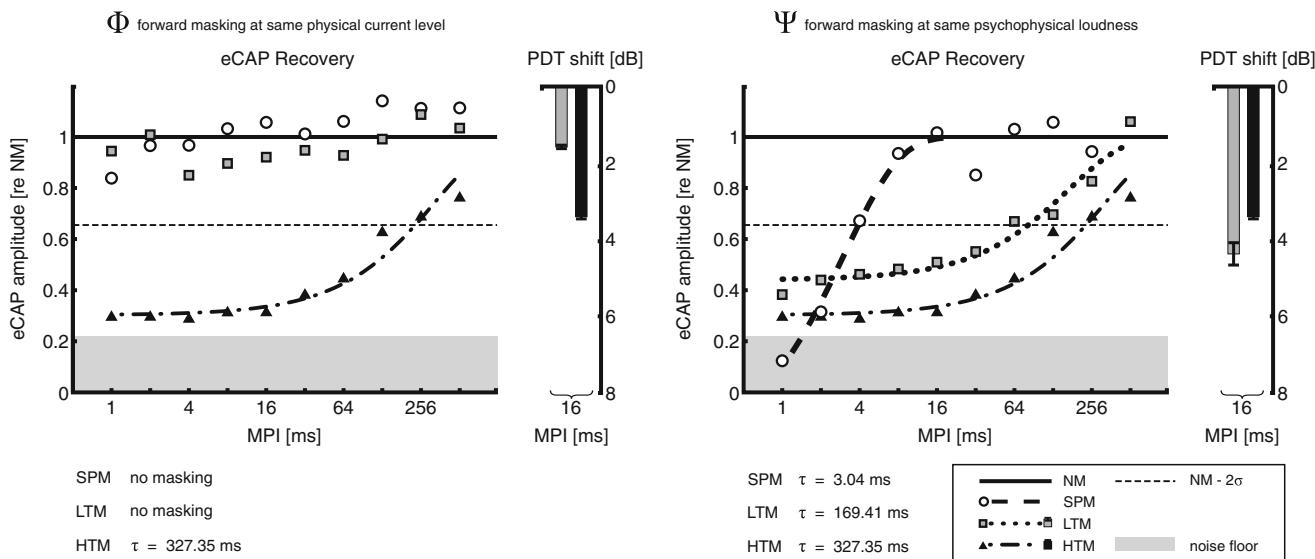 Φ forward masking at same physical current level
eCAP Recovery
PDT shift [dB]
eCAP amplitude [re NM]
1
0.8
0.6
0.4
0.2
0
1 4 16 64 256
MPI [ms]
0
2
4
6
8
16
MPI [ms]
SPM no masking
LTM no masking
HTM τ = 327.35 ms
Ψ forward masking at same psychophysical loudness
eCAP Recovery
PDT shift [dB]
eCAP amplitude [re NM]
1
0.8
0.6
0.4
0.2
0
1 4 16 64 256
MPI [ms]
0
2
4
6
8
16
MPI [ms]
SPM τ = 3.04 ms
LTM τ = 169.41 ms
HTM τ = 327.35 ms
NM
SPM
LTM
HTM
NM - 2σ
noise floor